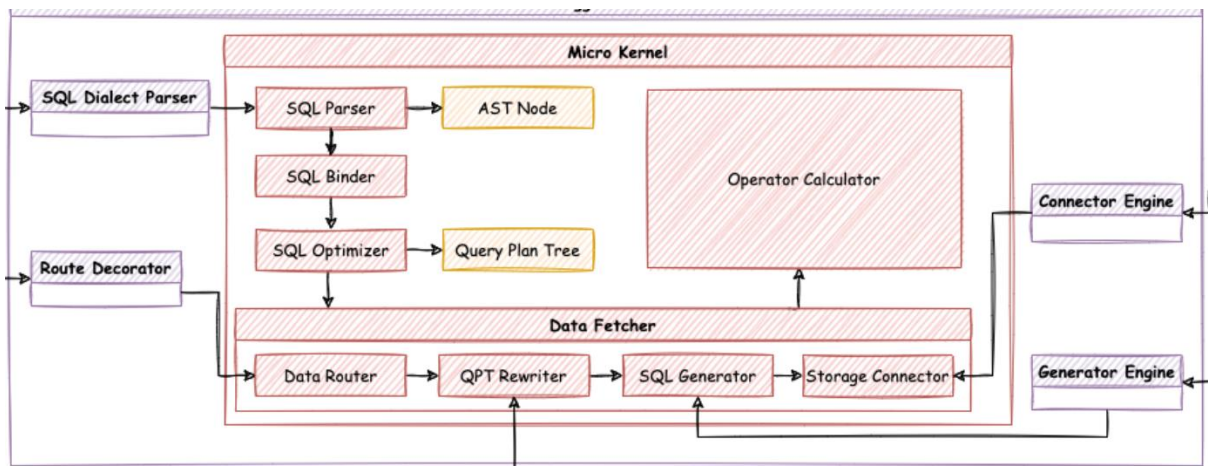 Micro Kernel
SQL Dialect Parser
SQL Parser
AST Node
SQL Binder
Operator Calculator
Connector Engine
SQL Optimizer
Query Plan Tree
Route Decorator
Data Fetcher
Data Router
QPT Rewriter
SQL Generator
Storage Connector
Generator Engine